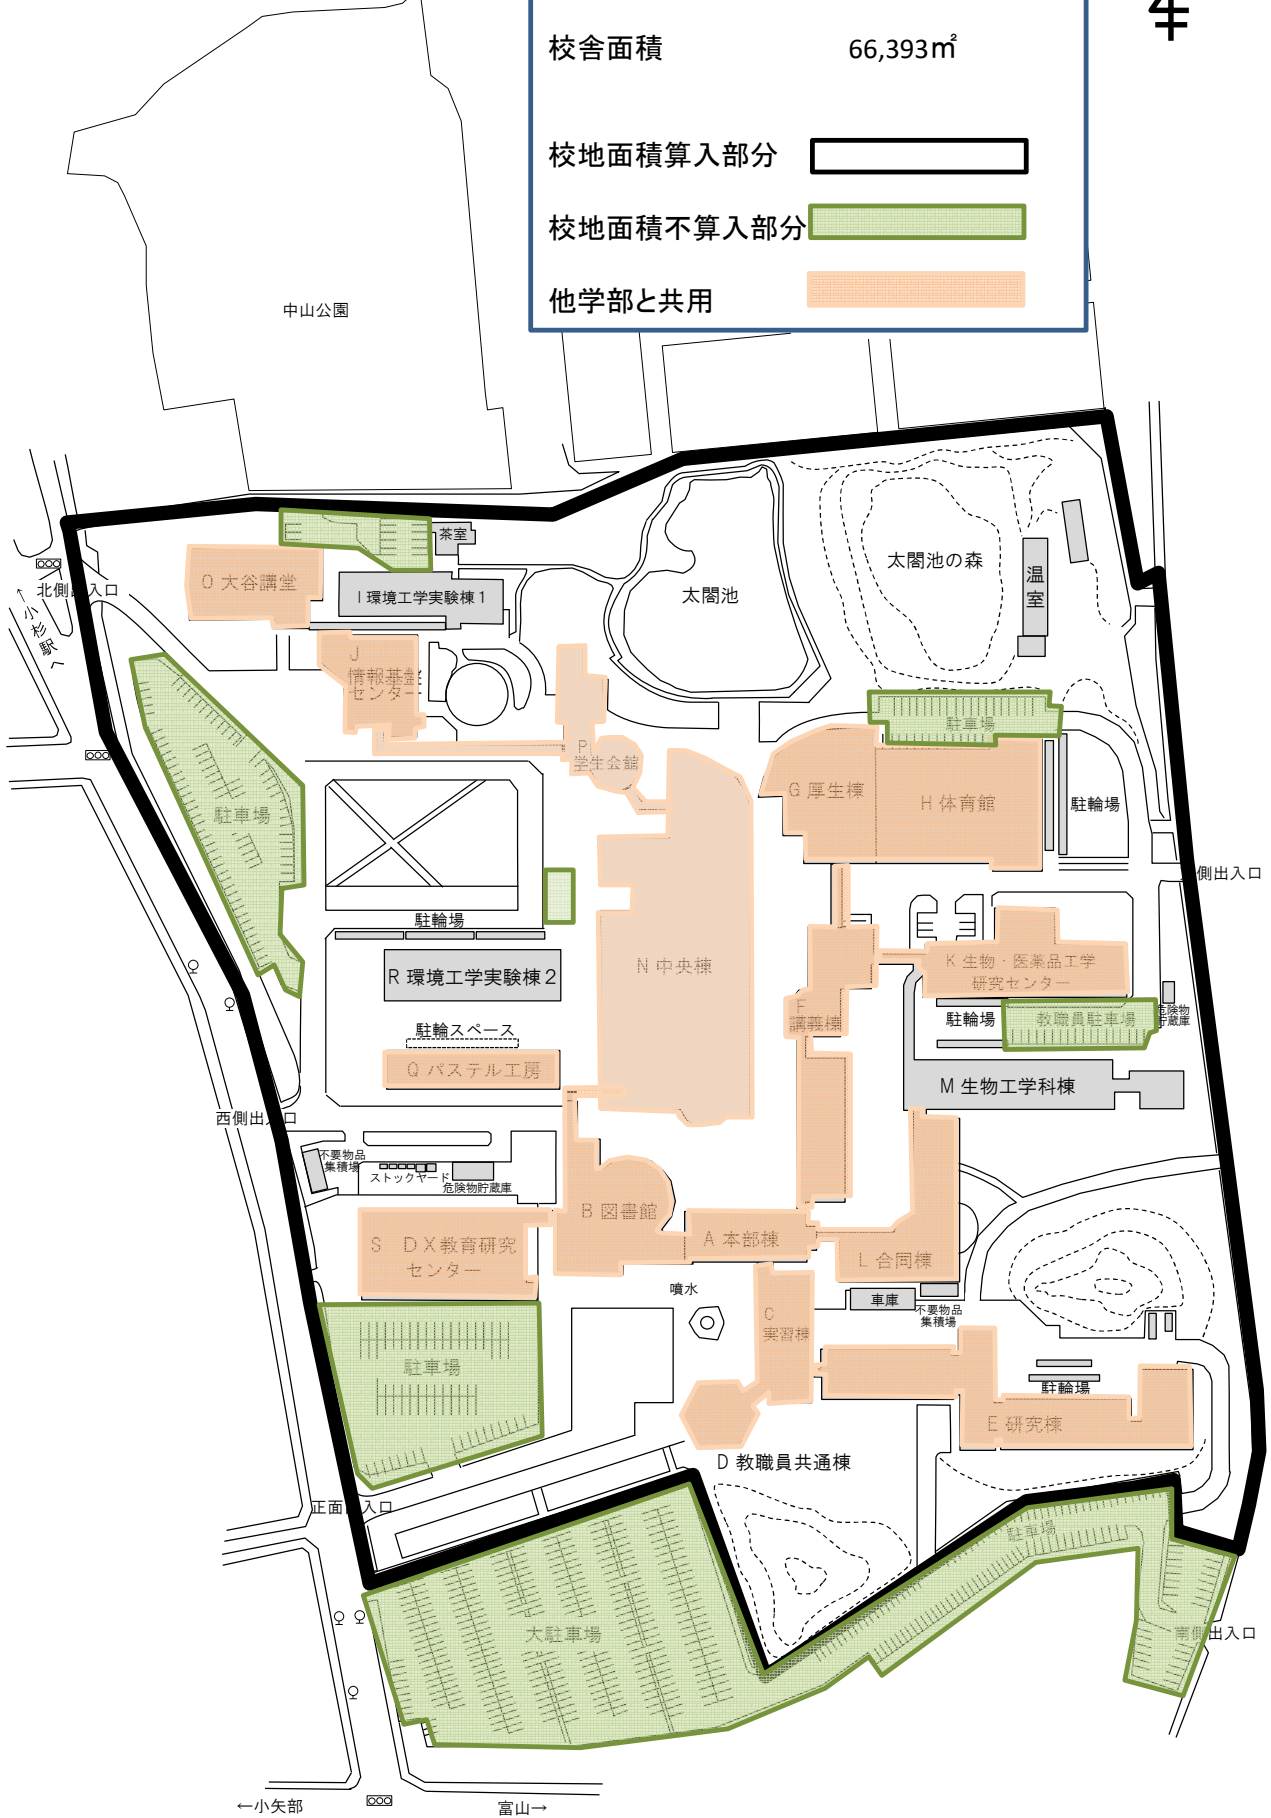 校舎面積 66,393㎡
校地面積算入部分
校地面積不算入部分
他学部と共用
中山公園
茶室
太閤池の森
温室
O 大谷講堂
I 環境工学実験棟1
太閤池
北側出入口
←小杉駅へ
J
情報基盤
センター
駐車場
P
学生会館
G 厚生棟
H 体育館
駐輪場
駐車場
側出入口
駐輪場
N 中央棟
K 生物・医薬品工学
研究センター
R 環境工学実験棟2
F
講義棟
駐輪場
教職員駐車場
危険物
貯蔵庫
駐輪スペース
Q パステル工房
M 生物工学科棟
西側出入口
不要物品
集積場
ストックヤード
危険物貯蔵庫
B 図書館
S DX教育研究
センター
A 本部棟
L 合同棟
噴水
車庫
不要物品
集積場
C
実習棟
駐車場
駐輪場
E 研究棟
D 教職員共通棟
正面出入口
駐車場
大駐車場
南側出入口
←小矢部
富山→